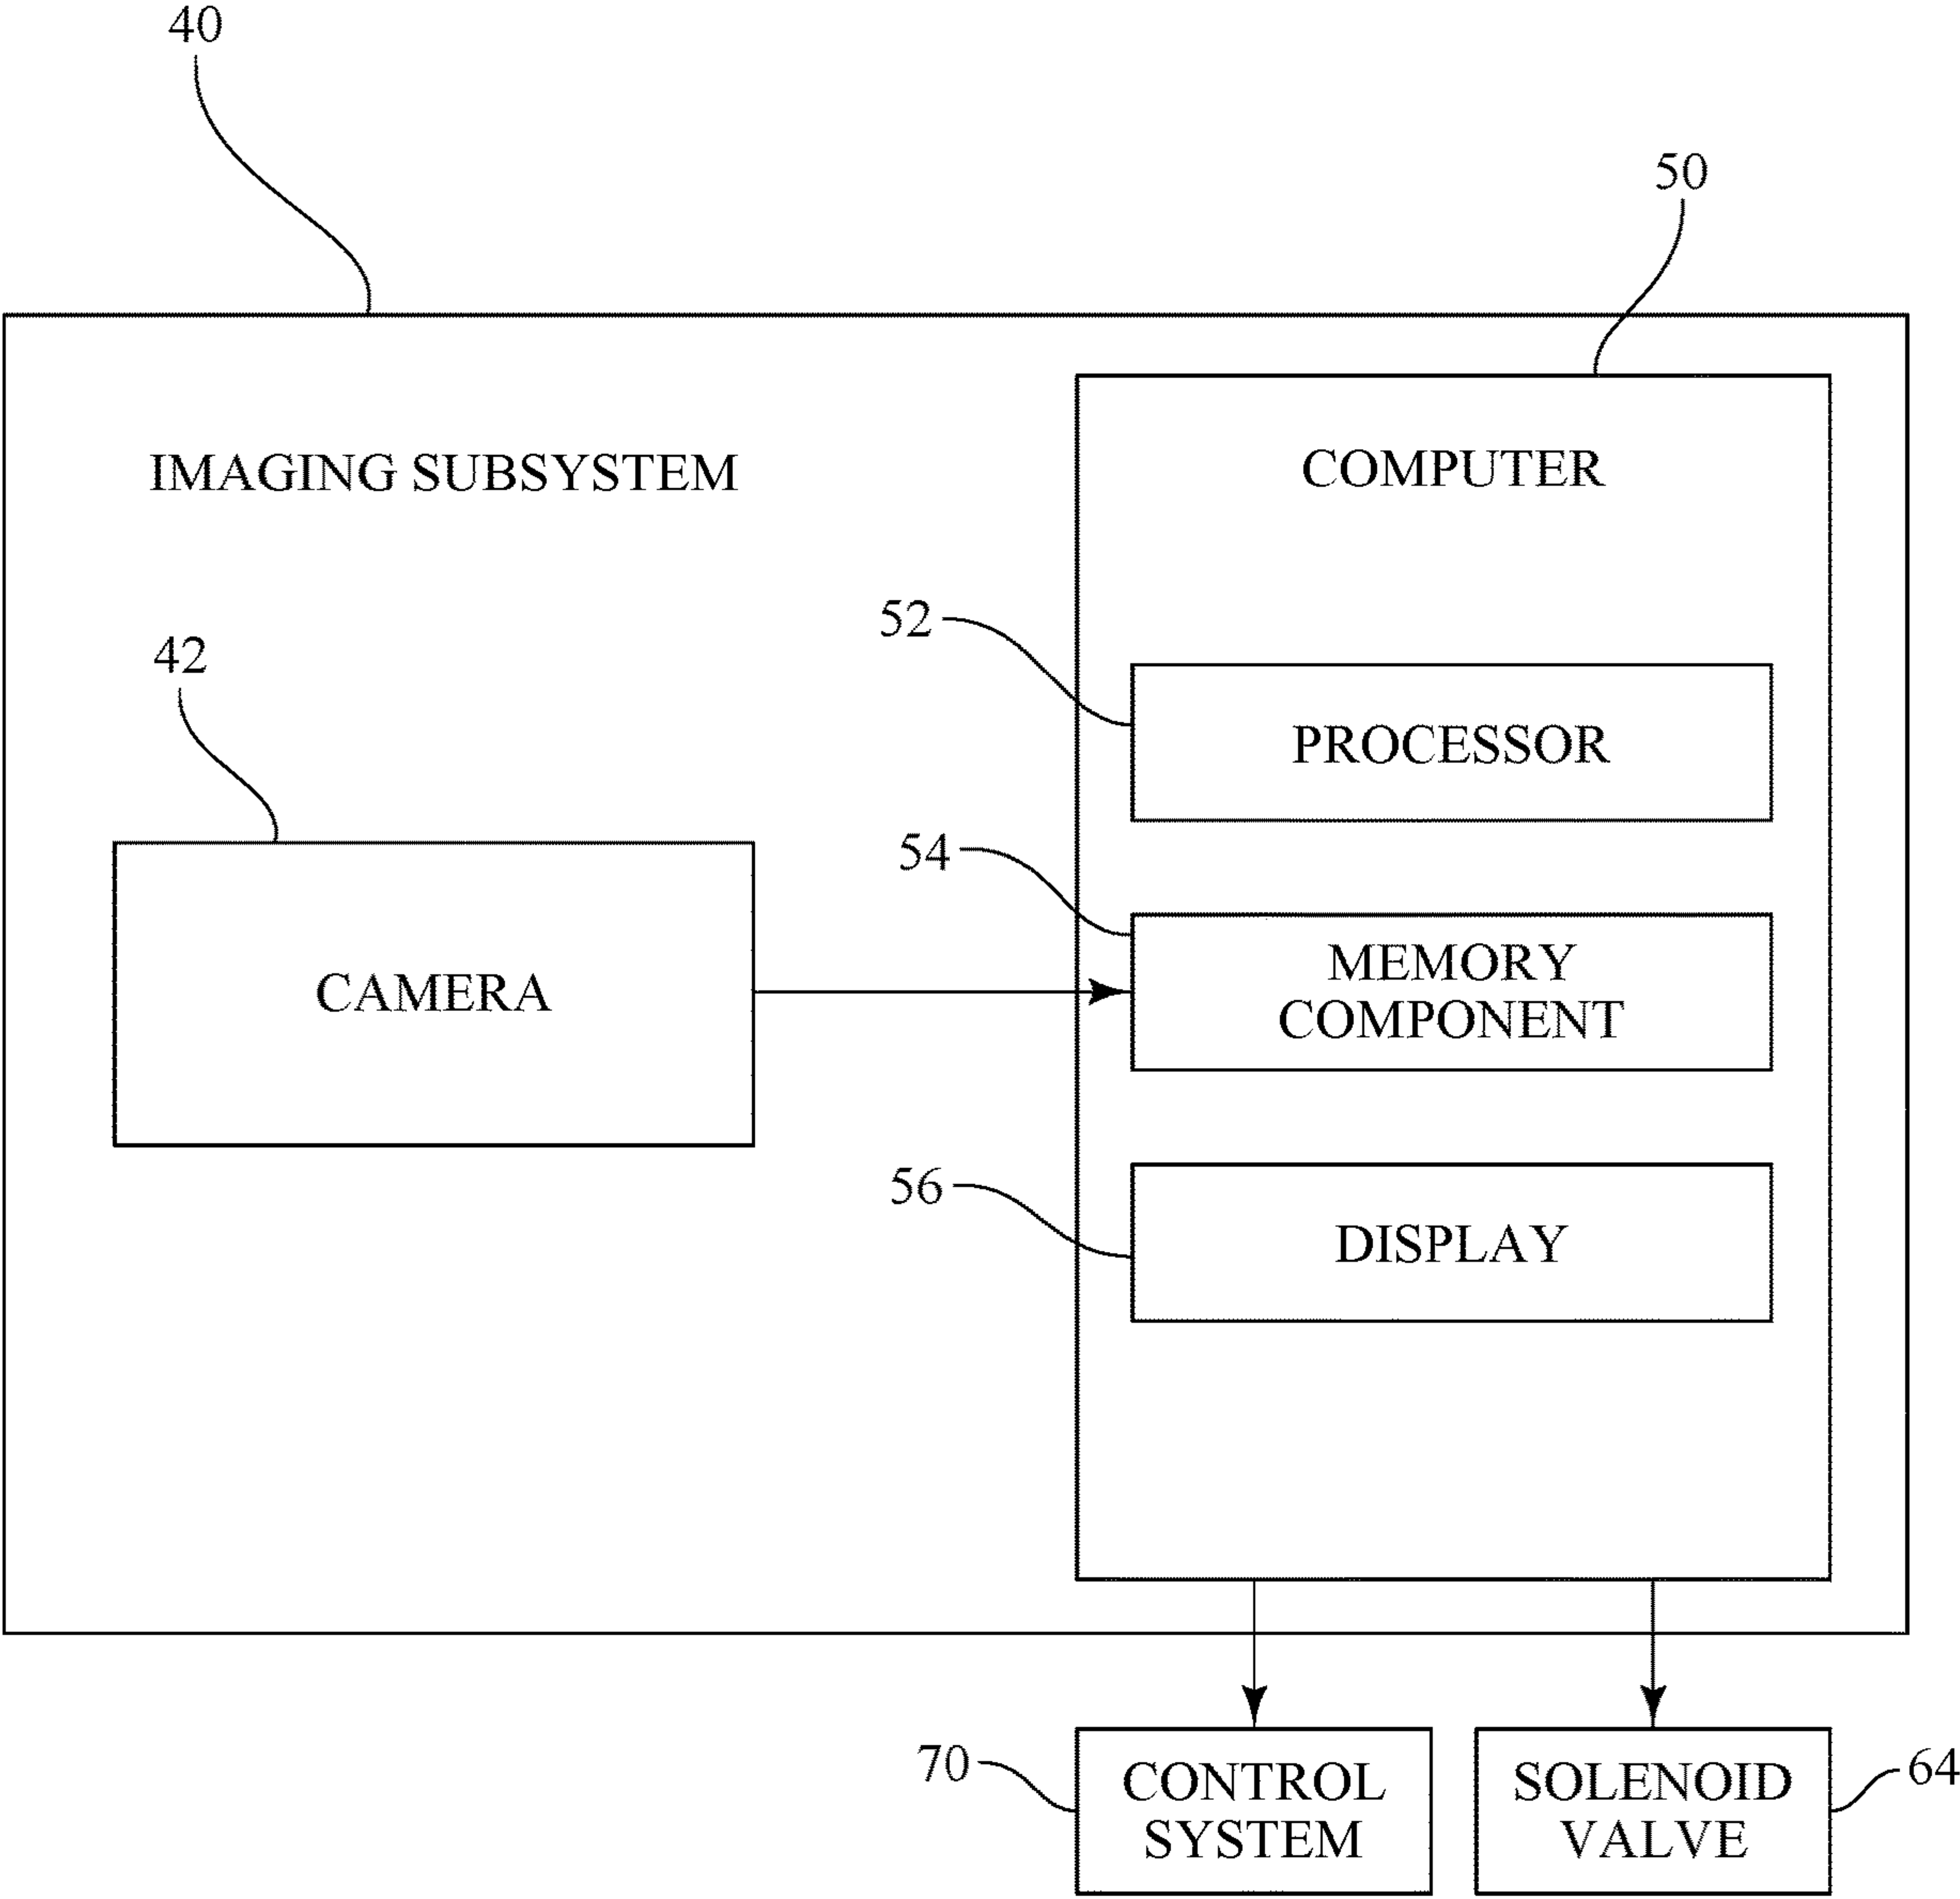 40
50
IMAGING SUBSYSTEM
COMPUTER
52
42
PROCESSOR
54
MEMORY
COMPONENT
CAMERA
56
DISPLAY
70
CONTROL
SYSTEM
SOLENOID
VALVE
64